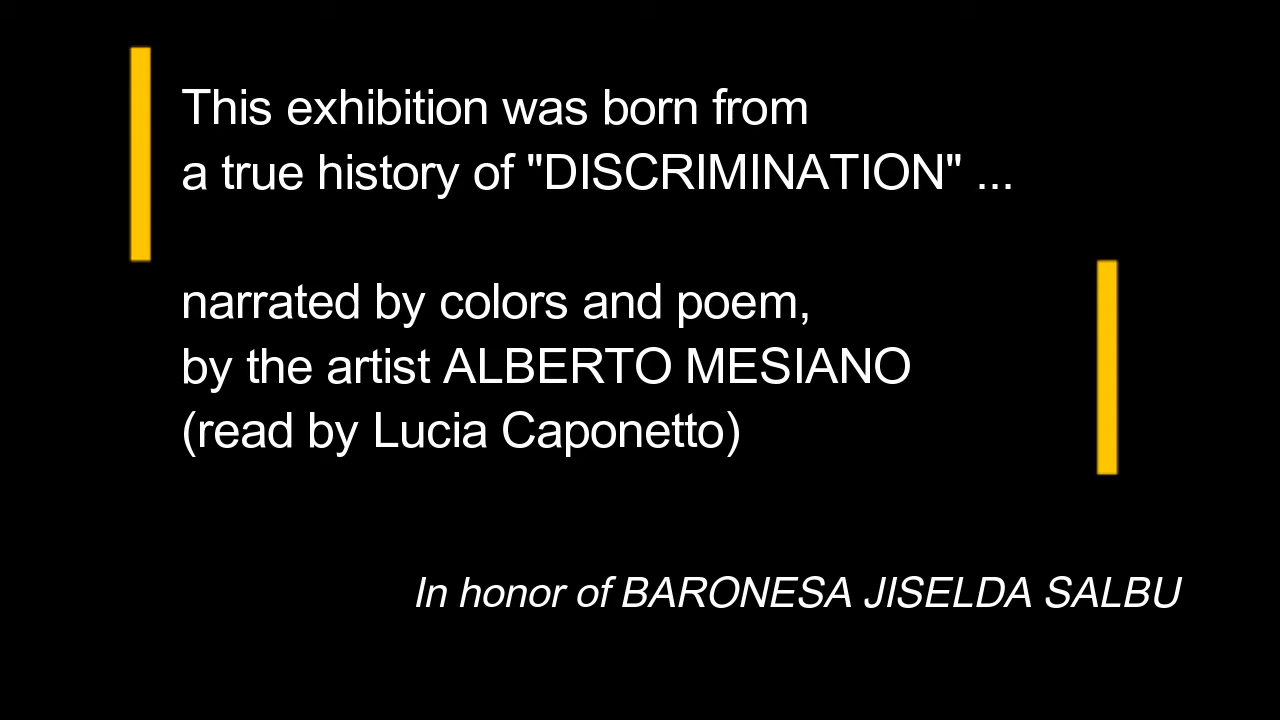 This exhibition was born from
a true history of "DISCRIMINATION" ...
narrated by colors and poem,
by the artist ALBERTO MESIANO
(read by Lucia Caponetto)
In honor of BARONESA JISELDA SALBU